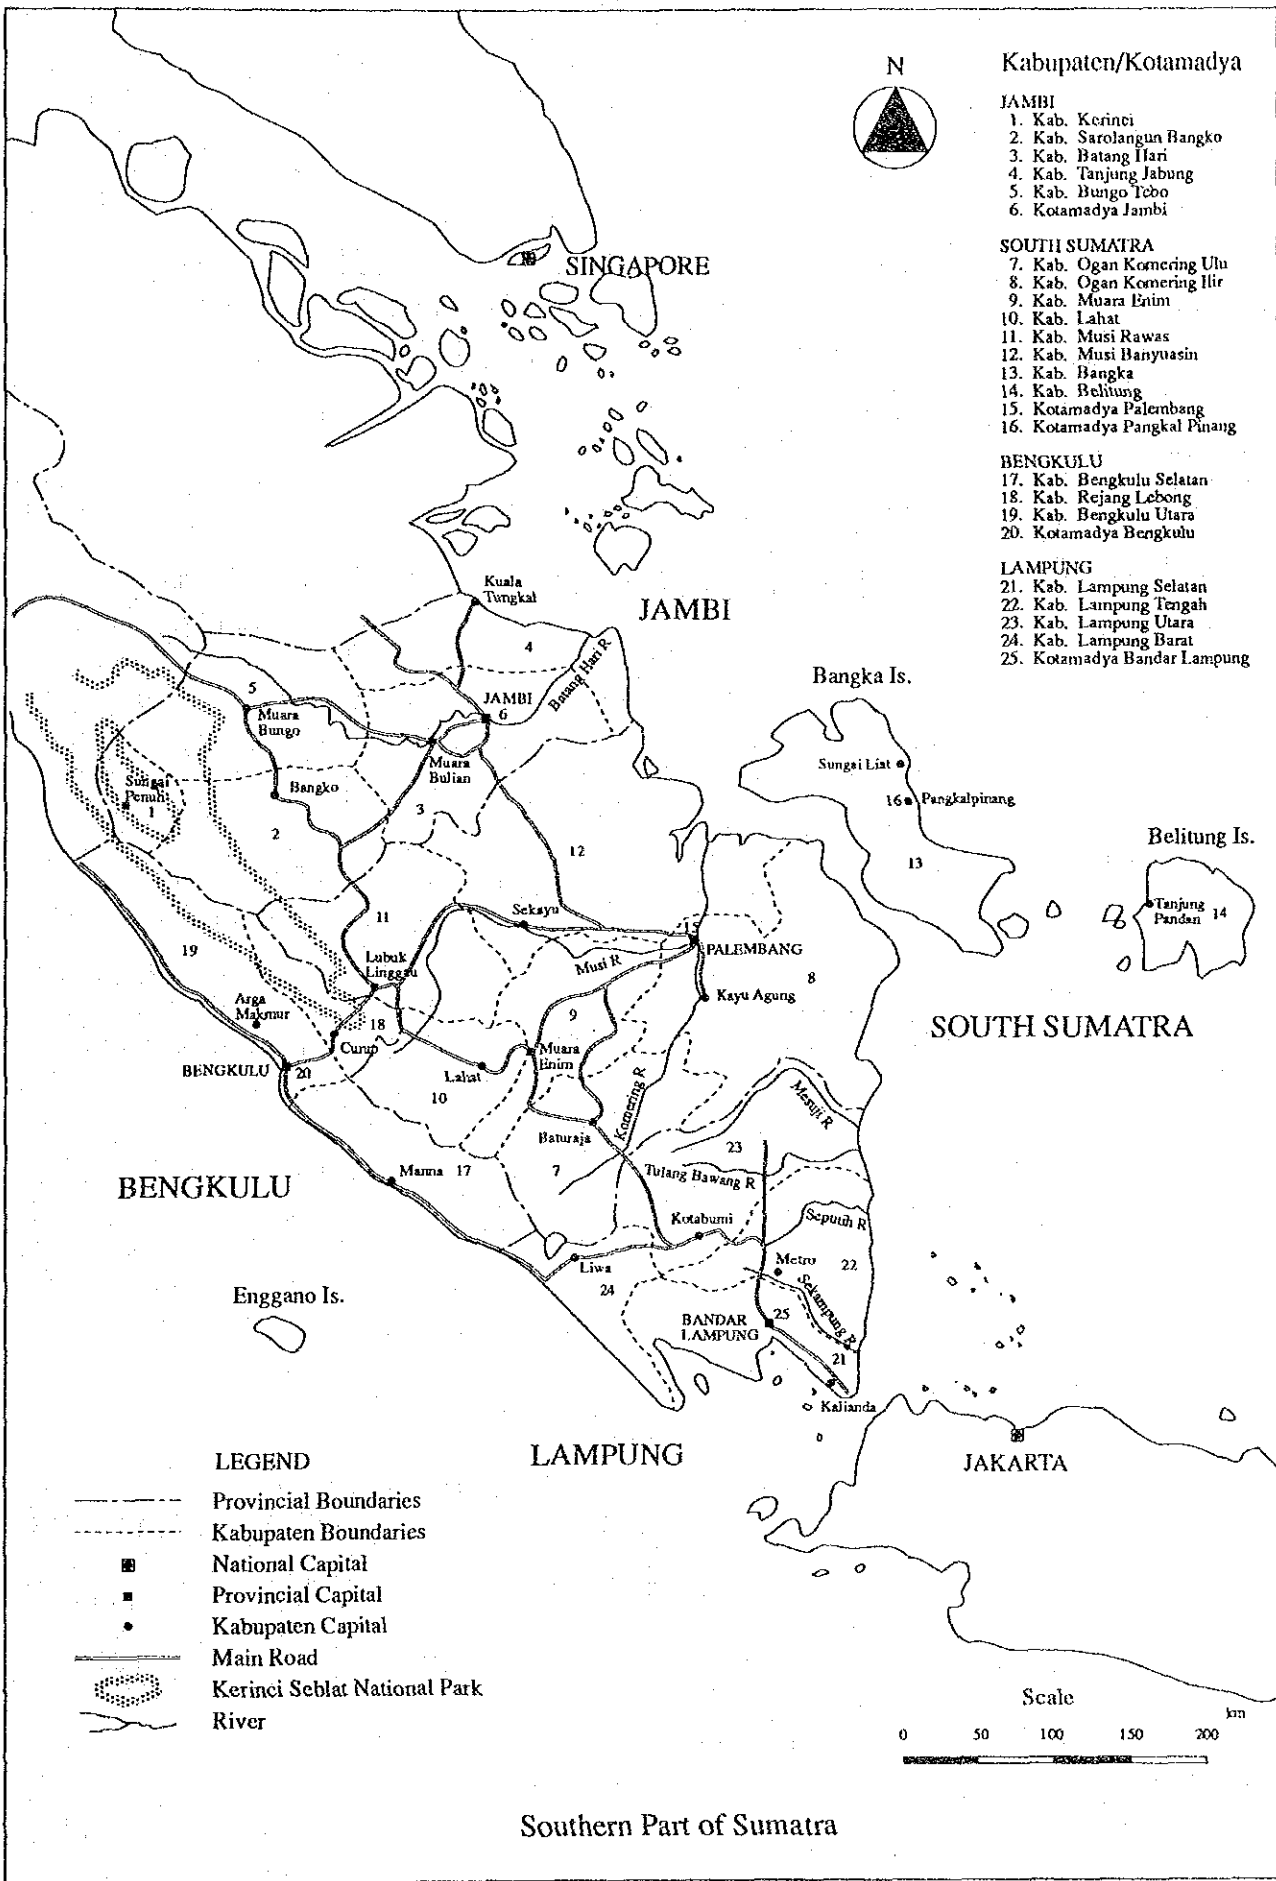 N
Kabupaten/Kotamadya
JAMBI
1. Kab. Kerinci
2. Kab. Sarolangun Bangko
3. Kab. Batang Hari
4. Kab. Tanjung Jabung
5. Kab. Bungo Tebo
6. Kotamadya Jambi
SOUTH SUMATRA
7. Kab. Ogan Komering Ulu
8. Kab. Ogan Komering Ilir
9. Kab. Muara Enim
10. Kab. Lahat
11. Kab. Musi Rawas
12. Kab. Musi Banyuasin
13. Kab. Bangka
14. Kab. Belitung
15. Kotamadya Palembang
16. Kotamadya Pangkal Pinang
BENGKULU
17. Kab. Bengkulu Selatan
18. Kab. Rejang Lebong
19. Kab. Bengkulu Utara
20. Kotamadya Bengkulu
LAMPUNG
21. Kab. Lampung Selatan
22. Kab. Lampung Tengah
23. Kab. Lampung Utara
24. Kab. Lampung Barat
25. Kotamadya Bandar Lampung
SINGAPORE
Kuala
Tungkal
JAMBI
4
Batang Hari R
5
Muara
Bungo
JAMBI
6
Muara
Bulian
Bangka Is.
Sungai Liat
16
Pangkalpinang
13
Sungai
Penuh
1
Bangko
2
3
12
Belitung Is.
Tanjung
Pandan
14
11
Sekayu
15
PALEMBANG
19
Lubuk
Linggau
Musi R
8
Kayu Agung
Arga
Makmur
18
9
SOUTH SUMATRA
Curup
BENGKULU
20
Lahat
Muara
Enim
10
Komering R
Mesuji R
Baturaja
23
BENGKULU
Manna
17
7
Tulang Bawang R
Kotabumi
Seputih R
Liwa
24
Metro
22
Sekampung R
Enggano Is.
BANDAR
LAMPUNG
25
21
Kalianda
LAMPUNG
JAKARTA
LEGEND
Provincial Boundaries
Kabupaten Boundaries
National Capital
Provincial Capital
Kabupaten Capital
Main Road
Kerinci Seblat National Park
River
Scale
km
0 50 100 150 200
Southern Part of Sumatra